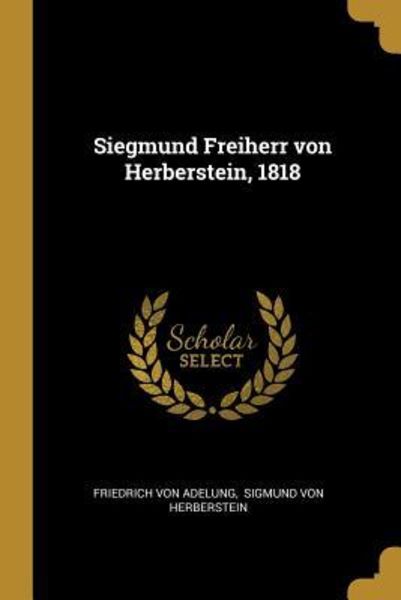 Siegmund Freiherr von
Herberstein, 1818
Scholar
SELECT
FRIEDRICH VON ADELUNG, SIGMUND VON
HERBERSTEIN